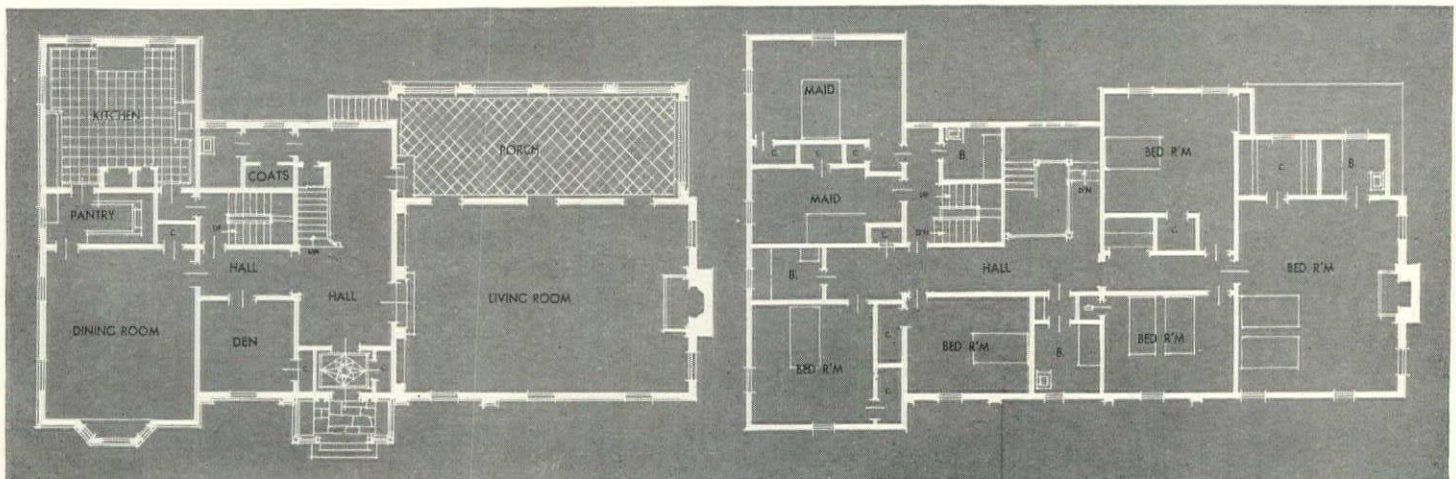 KITCHEN
PORCH
COATS
PANTRY
C.
UP
DN
HALL
HALL
LIVING ROOM
DINING ROOM
DEN
C.
C.
MAID
BED R'M
C.
C.
C.
B.
DN
C.
B.
MAID
UP
C.
DN
C.
B.
HALL
BED R'M
BED R'M
C.
BED R'M
B.
BED R'M
C.